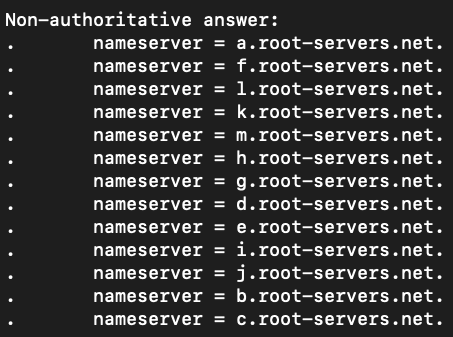 Non-authoritative answer:
.	nameserver = a.root-servers.net.
.	nameserver = f.root-servers.net.
.	nameserver = l.root-servers.net.
.	nameserver = k.root-servers.net.
.	nameserver = m.root-servers.net.
.	nameserver = h.root-servers.net.
.	nameserver = g.root-servers.net.
.	nameserver = d.root-servers.net.
.	nameserver = e.root-servers.net.
.	nameserver = i.root-servers.net.
.	nameserver = j.root-servers.net.
.	nameserver = b.root-servers.net.
.	nameserver = c.root-servers.net.